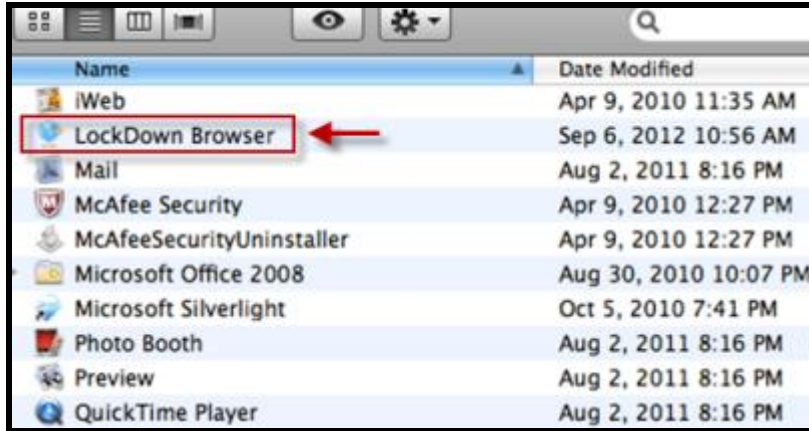 Name Date Modified
iWeb Apr 9, 2010 11:35 AM
LockDown Browser Sep 6, 2012 10:56 AM
Mail Aug 2, 2011 8:16 PM
McAfee Security Apr 9, 2010 12:27 PM
McAfeeSecurityUninstaller Apr 9, 2010 12:27 PM
Microsoft Office 2008 Aug 30, 2010 10:07 PM
Microsoft Silverlight Oct 5, 2010 7:41 PM
Photo Booth Aug 2, 2011 8:16 PM
Preview Aug 2, 2011 8:16 PM
QuickTime Player Aug 2, 2011 8:16 PM